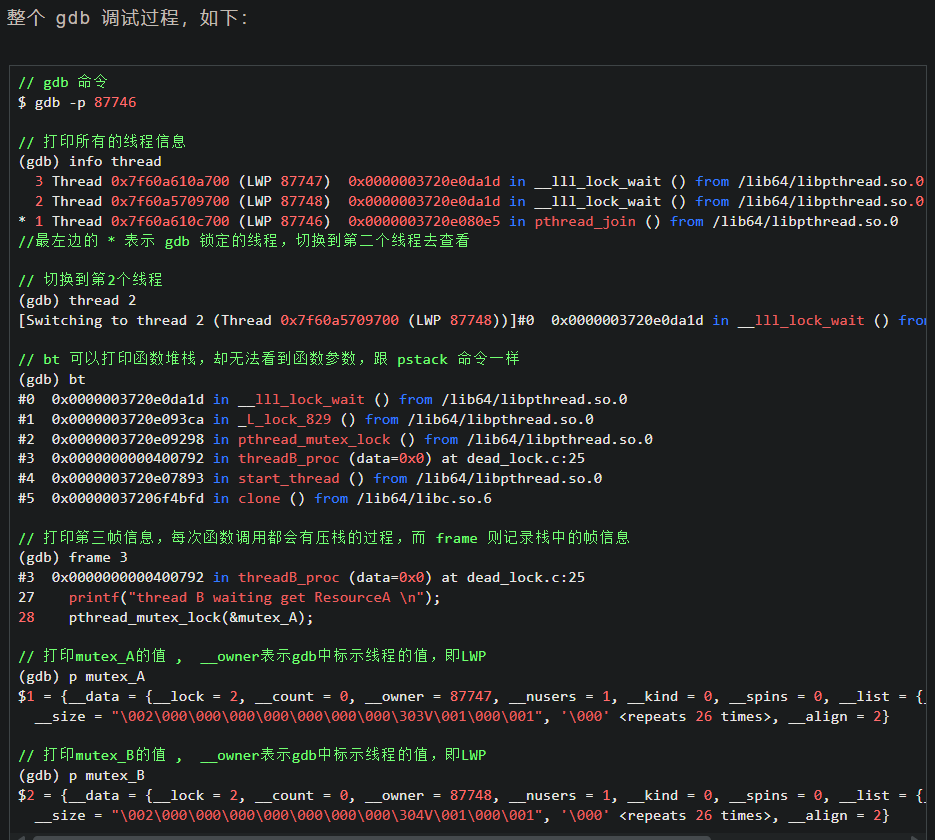 整个 gdb 调试过程，如下：
// gdb 命令
$ gdb -p 87746
// 打印所有的线程信息
(gdb) info thread
3 Thread 0x7f60a610a700 (LWP 87747)  0x0000003720e0da1d in __lll_lock_wait () from /lib64/libpthread.so.0
2 Thread 0x7f60a5709700 (LWP 87748)  0x0000003720e0da1d in __lll_lock_wait () from /lib64/libpthread.so.0
* 1 Thread 0x7f60a610c700 (LWP 87746)  0x0000003720e080e5 in pthread_join () from /lib64/libpthread.so.0
//最左边的 * 表示 gdb 锁定的线程，切换到第二个线程去查看
// 切换到第2个线程
(gdb) thread 2
[Switching to thread 2 (Thread 0x7f60a5709700 (LWP 87748))]#0  0x0000003720e0da1d in __lll_lock_wait () from
// bt 可以打印函数堆栈，却无法看到函数参数，跟 pstack 命令一样
(gdb) bt
#0  0x0000003720e0da1d in __lll_lock_wait () from /lib64/libpthread.so.0
#1  0x0000003720e093ca in _L_lock_829 () from /lib64/libpthread.so.0
#2  0x0000003720e09298 in pthread_mutex_lock () from /lib64/libpthread.so.0
#3  0x0000000000400792 in threadB_proc (data=0x0) at dead_lock.c:25
#4  0x0000003720e07893 in start_thread () from /lib64/libpthread.so.0
#5  0x00000037206f4bfd in clone () from /lib64/libc.so.6
// 打印第三帧信息，每次函数调用都会有压栈的过程，而 frame 则记录栈中的帧信息
(gdb) frame 3
#3  0x0000000000400792 in threadB_proc (data=0x0) at dead_lock.c:25
27    printf("thread B waiting get ResourceA \n");
28    pthread_mutex_lock(&mutex_A);
// 打印mutex_A的值 ,  __owner表示gdb中标示线程的值，即LWP
(gdb) p mutex_A
$1 = {__data = {__lock = 2, __count = 0, __owner = 87747, __nusers = 1, __kind = 0, __spins = 0, __list = {_
__size = "\002\000\000\000\000\000\000\000\303V\001\000\001", '\000' <repeats 26 times>, __align = 2}
// 打印mutex_B的值 ,  __owner表示gdb中标示线程的值，即LWP
(gdb) p mutex_B
$2 = {__data = {__lock = 2, __count = 0, __owner = 87748, __nusers = 1, __kind = 0, __spins = 0, __list = {_
__size = "\002\000\000\000\000\000\000\000\304V\001\000\001", '\000' <repeats 26 times>, __align = 2}